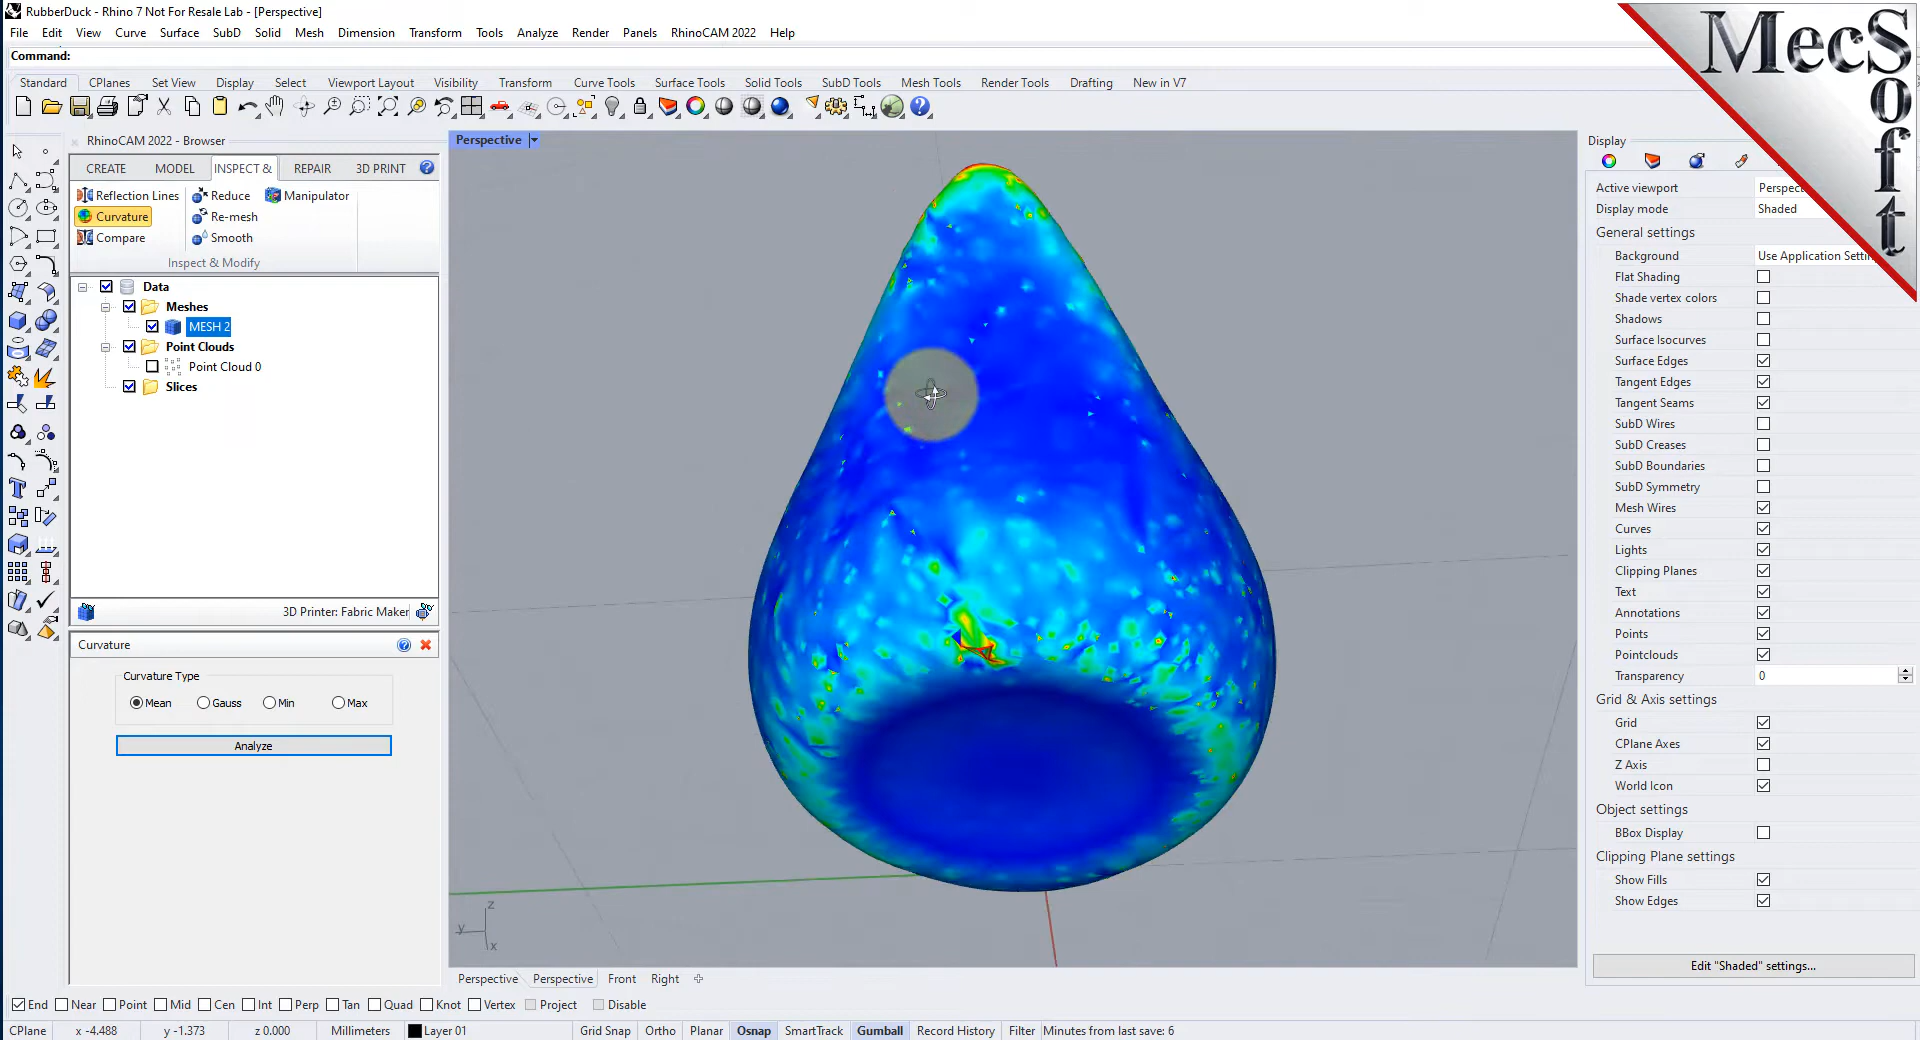 RubberDuck - Rhino 7 Not For Resale Lab - [Perspective]
File Edit View Curve Surface SubD Solid Mesh Dimension Transform Tools Analyze Render Panels RhinoCAM 2022 Help
Command:
Standard CPlanes Set View Display Select Viewport Layout Visibility Transform Curve Tools Surface Tools Solid Tools SubD Tools Mesh Tools Render Tools Drafting New in V7
MecSoft
RhinoCAM 2022 - Browser
CREATE MODEL INSPECT & REPAIR 3D PRINT
Reflection Lines Reduce Manipulator
Curvature Re-mesh
Compare Smooth
Inspect & Modify
Data
Meshes
MESH 2
Point Clouds
Point Cloud 0
Slices
3D Printer: Fabric Maker
Curvature
Curvature Type
Mean Gauss Min Max
Analyze
Perspective
z
y
x
Perspective Perspective Front Right
Display
Active viewport Perspec
Display mode Shaded
General settings
Background Use Application Settin
Flat Shading
Shade vertex colors
Shadows
Surface Isocurves
Surface Edges
Tangent Edges
Tangent Seams
SubD Wires
SubD Creases
SubD Boundaries
SubD Symmetry
Mesh Wires
Curves
Lights
Clipping Planes
Text
Annotations
Points
Pointclouds
Transparency 0
Grid & Axis settings
Grid
CPlane Axes
Z Axis
World Icon
Object settings
BBox Display
Clipping Plane settings
Show Fills
Show Edges
Edit "Shaded" settings...
End Near Point Mid Cen Int Perp Tan Quad Knot Vertex Project Disable
CPlane x -4.488 y -1.373 z 0.000 Millimeters Layer 01 Grid Snap Ortho Planar Osnap SmartTrack Gumball Record History Filter Minutes from last save: 6